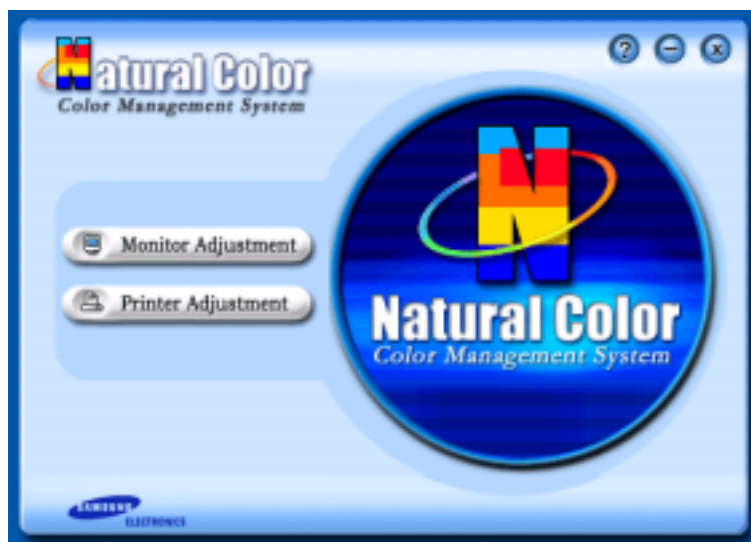 Natural Color
Color Management System
?
Monitor Adjustment
Printer Adjustment
N
Natural Color
Color Management System
SAMSUNG
ELECTRONICS